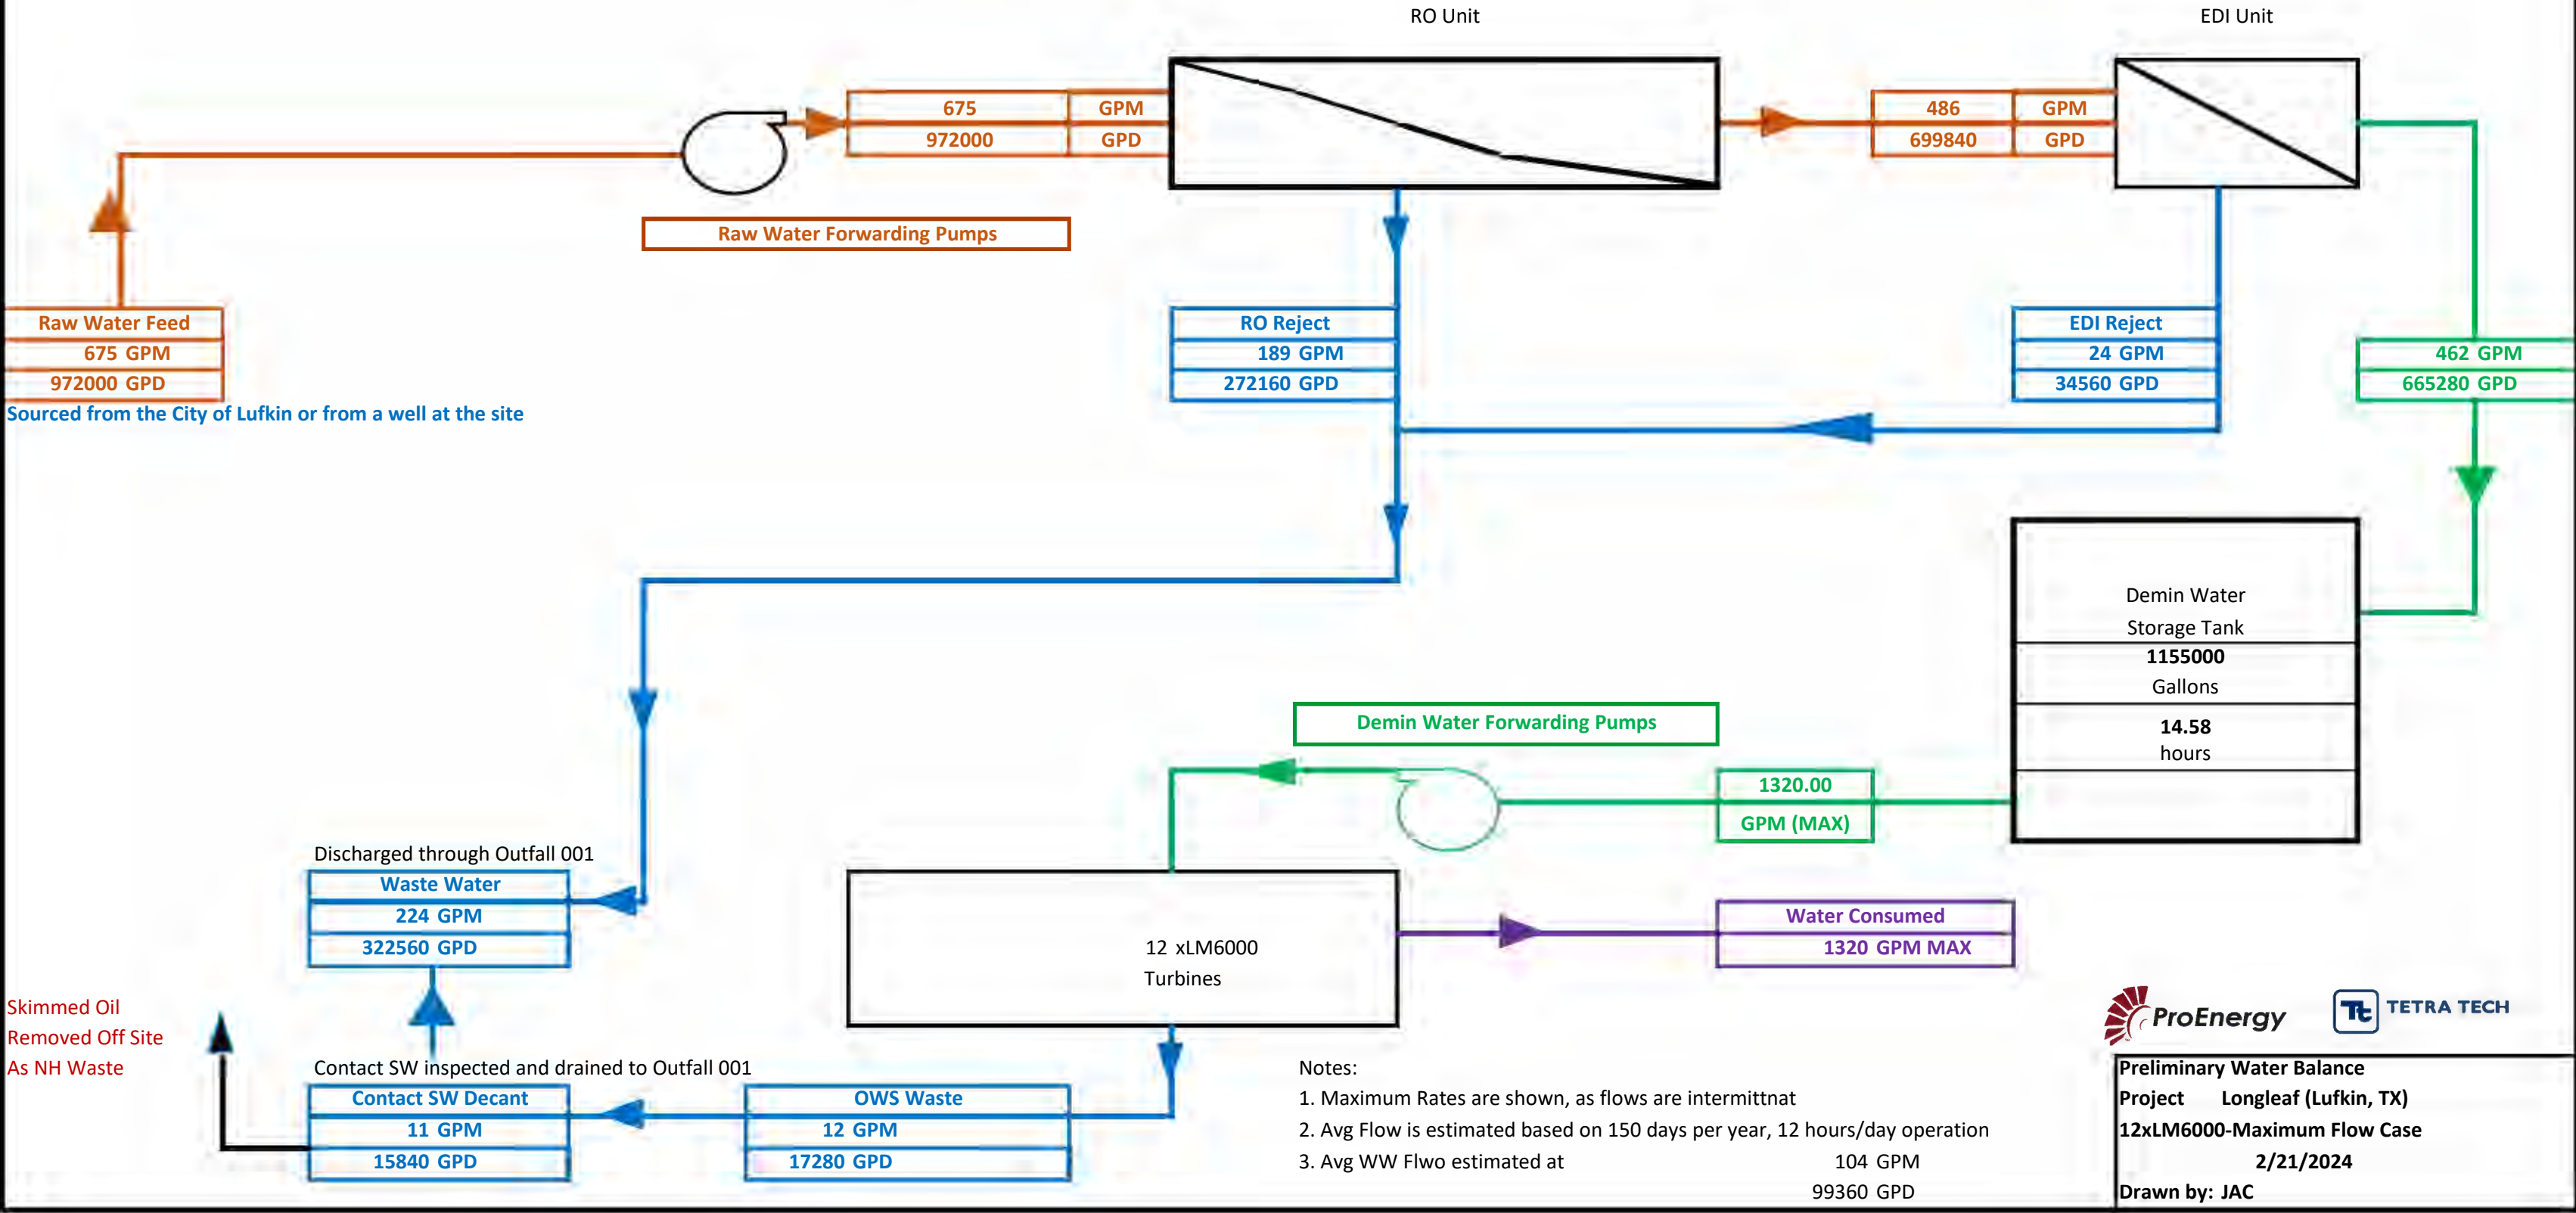 RO Unit
EDI Unit
675 GPM
972000 GPD
486 GPM
699840 GPD
Raw Water Forwarding Pumps
Raw Water Feed
675 GPM
972000 GPD
Sourced from the City of Lufkin or from a well at the site
RO Reject
189 GPM
272160 GPD
EDI Reject
24 GPM
34560 GPD
462 GPM
665280 GPD
Demin Water
Storage Tank
1155000
Gallons
14.58
hours
Demin Water Forwarding Pumps
1320.00
GPM (MAX)
Discharged through Outfall 001
Waste Water
224 GPM
322560 GPD
12 xLM6000
Turbines
Water Consumed
1320 GPM MAX
Skimmed Oil
Removed Off Site
As NH Waste
Contact SW inspected and drained to Outfall 001
Contact SW Decant
11 GPM
15840 GPD
OWS Waste
12 GPM
17280 GPD
Notes:
1. Maximum Rates are shown, as flows are intermittnat
2. Avg Flow is estimated based on 150 days per year, 12 hours/day operation
3. Avg WW Flwo estimated at 104 GPM
99360 GPD
ProEnergy
Tt TETRA TECH
Preliminary Water Balance
Project Longleaf (Lufkin, TX)
12xLM6000-Maximum Flow Case
2/21/2024
Drawn by: JAC